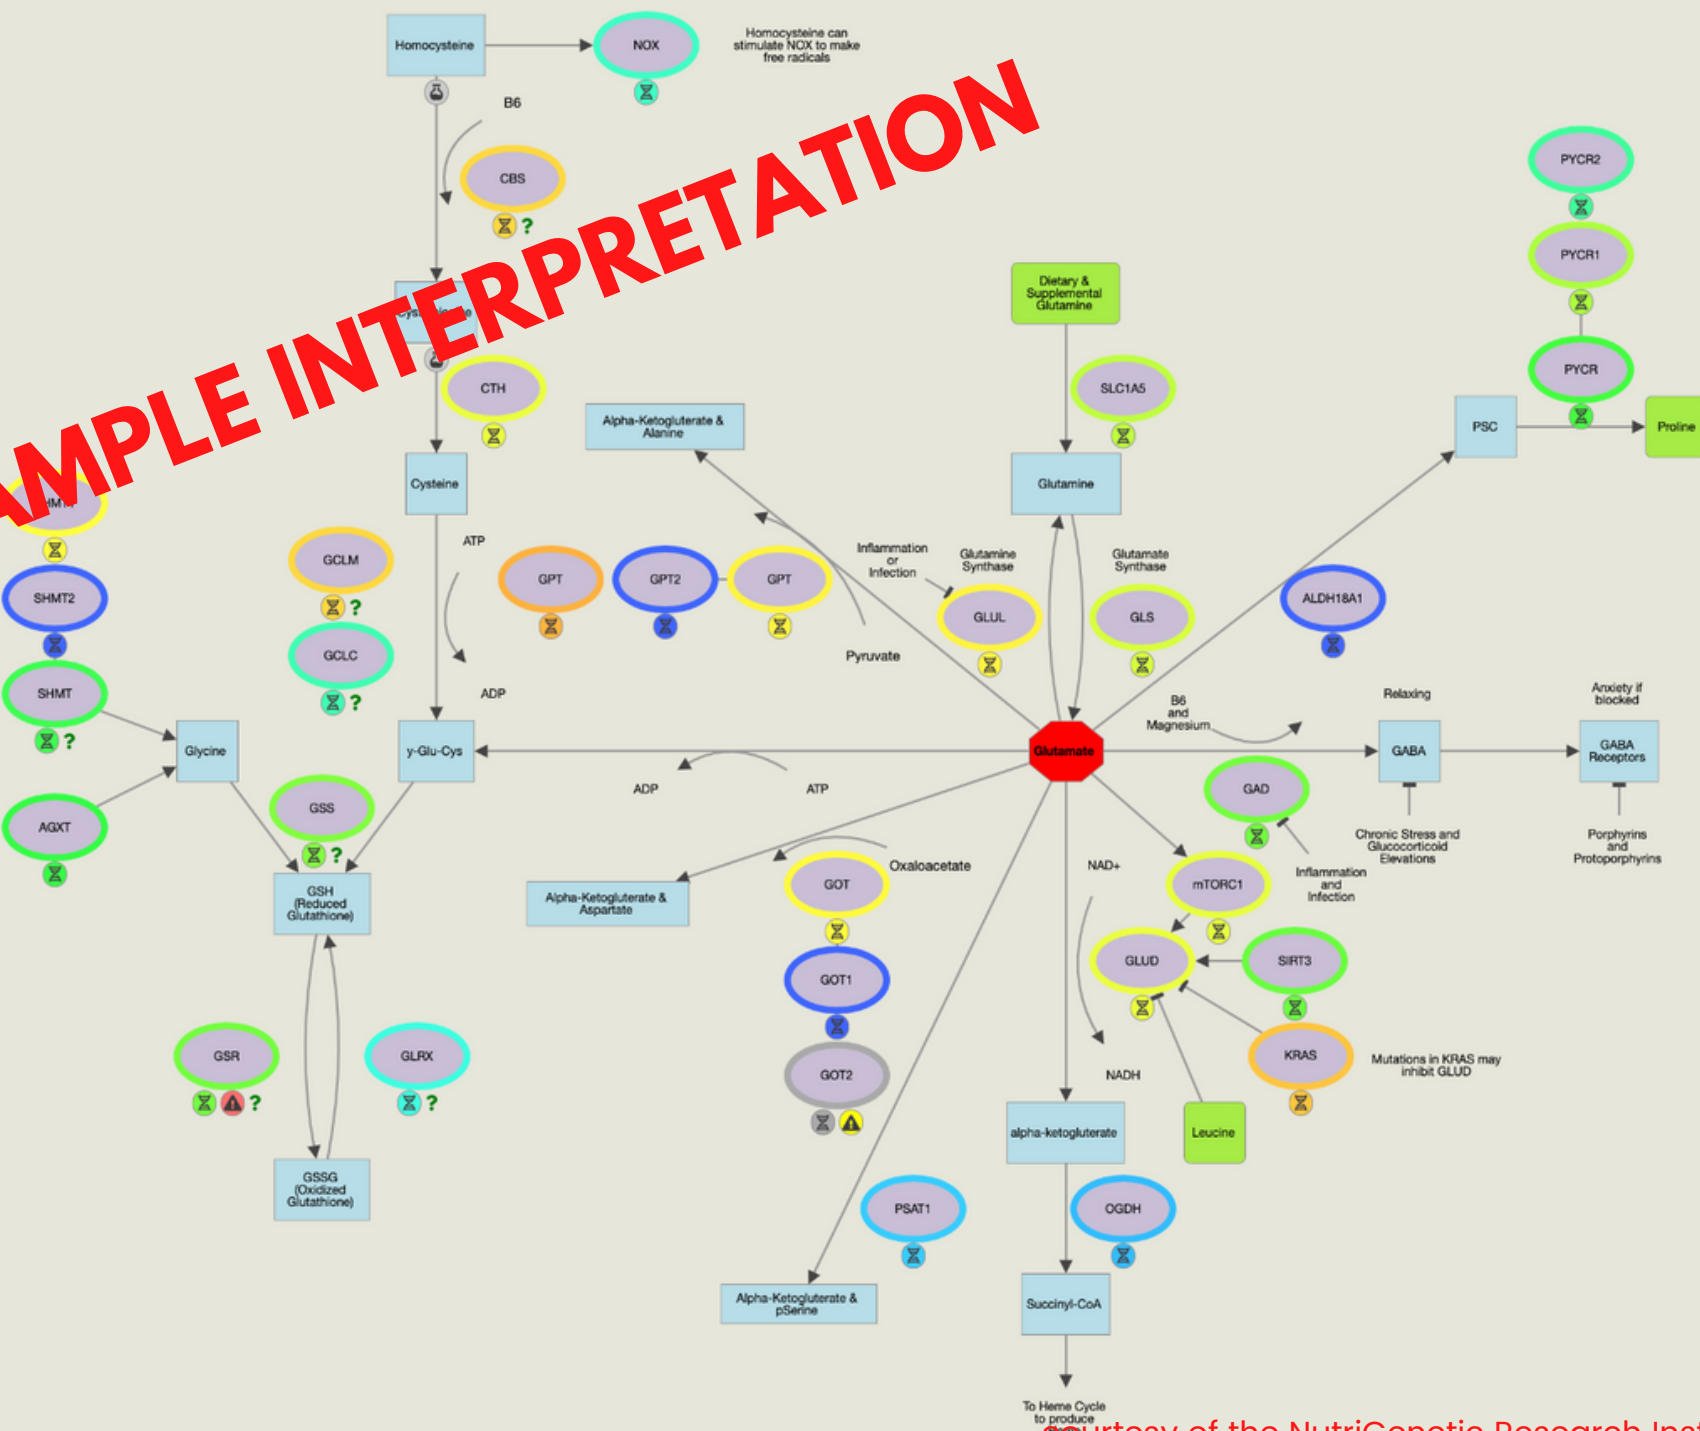 Homocysteine
NOX
Homocysteine can
stimulate NOX to make
free radicals
B6
CBS
?
AMPLE INTERPRETATION
PYCR2
PYCR1
PYCR
Dietary &
Supplemental
Glutamine
CTH
SLC1A5
Alpha-Ketogluterate &
Alanine
PSC
Proline
Cysteine
Glutamine
ATP
GCLM
?
GPT
GPT2
GPT
Inflammation
or
Infection
Glutamine
Synthase
Glutamate
Synthase
GLUL
GLS
ALDH18A1
SHMT2
GCLC
?
Pyruvate
SHMT
?
ADP
B6
and
Magnesium
Relaxing
Anxiety if
blocked
Glycine
y-Glu-Cys
Glutamate
GABA
GABA
Receptors
ADP
ATP
GAD
GSS
?
AGXT
Chronic Stress and
Glucocorticoid
Elevations
Porphyrins
and
Protoporphyrins
Inflammation
and
Infection
Oxaloacetate
NAD+
GOT
mTORC1
GSH
(Reduced
Glutathione)
Alpha-Ketogluterate &
Aspartate
GLUD
SIRT3
GOT1
GSR
?
GLRX
?
GOT2
NADH
KRAS
Mutations in KRAS may
inhibit GLUD
alpha-ketogluterate
Leucine
GSSG
(Oxidized
Glutathione)
PSAT1
OGDH
Alpha-Ketogluterate &
pSerine
Succinyl-CoA
To Heme Cycle
to produce
courtesy of the NutriGenetic Research Inst